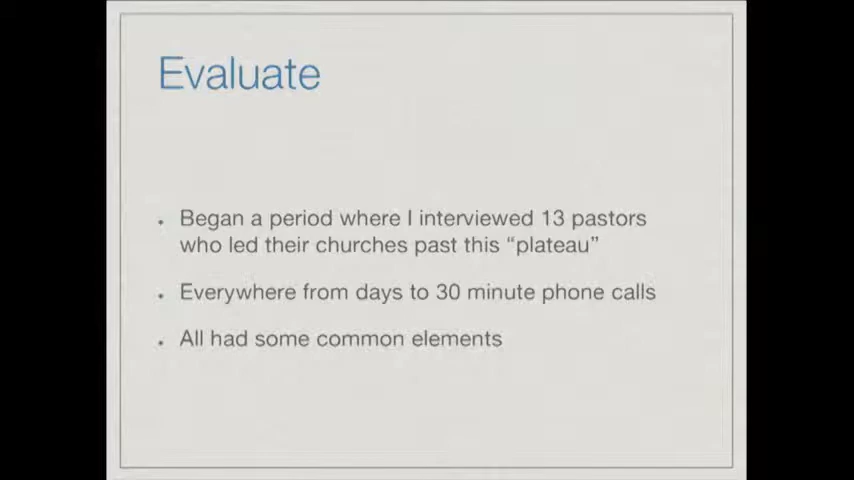 Evaluate
• Began a period where I interviewed 13 pastors
who led their churches past this “plateau”
• Everywhere from days to 30 minute phone calls
• All had some common elements